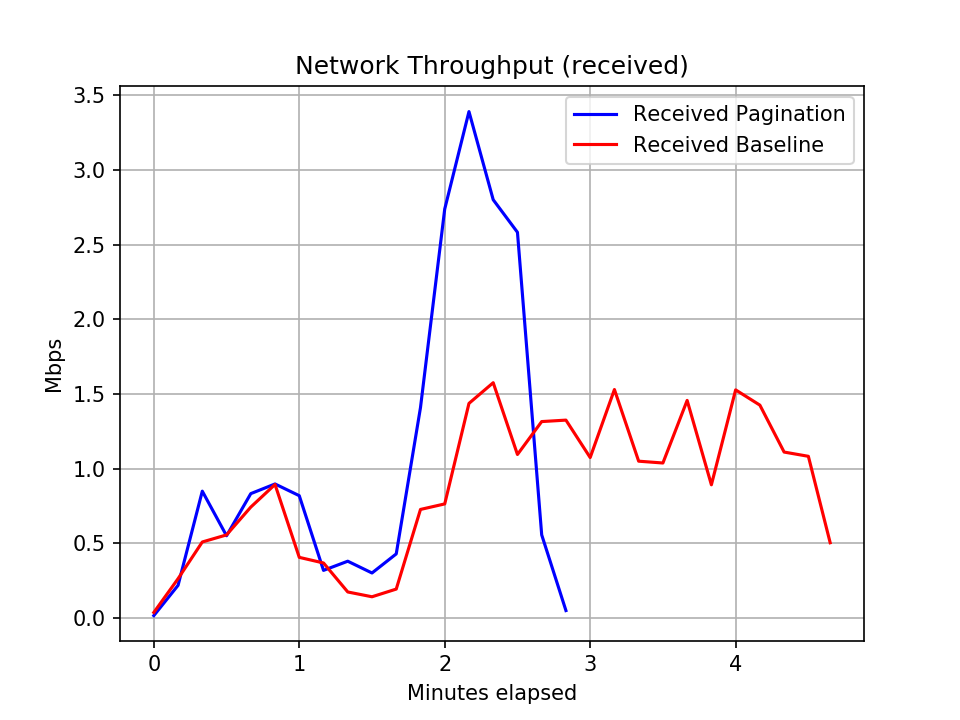 Network Throughput (received)
3.5
3.0
2.5
2.0
1.5
1.0
0.5
0.0
Mbps
Received Pagination
Received Baseline
0 1 2 3 4
Minutes elapsed